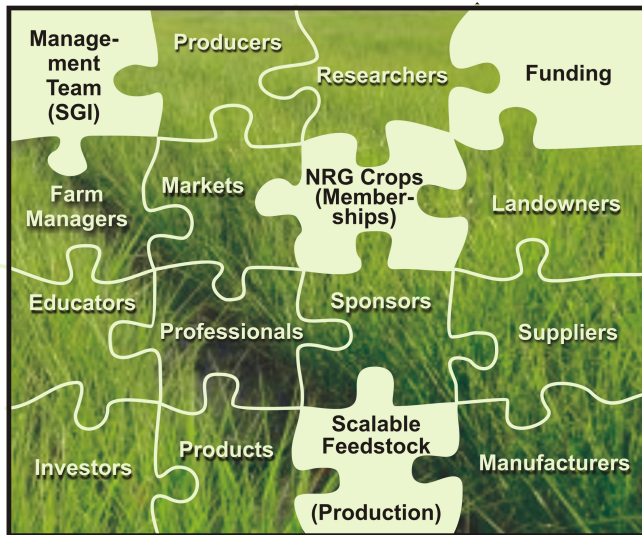 Manage-
ment
Team
(SGI)
Producers
Researchers
Funding
Farm
Managers
Markets
NRG Crops
(Member-
ships)
Landowners
Educators
Professionals
Sponsors
Suppliers
Investors
Products
Scalable
Feedstock
(Production)
Manufacturers